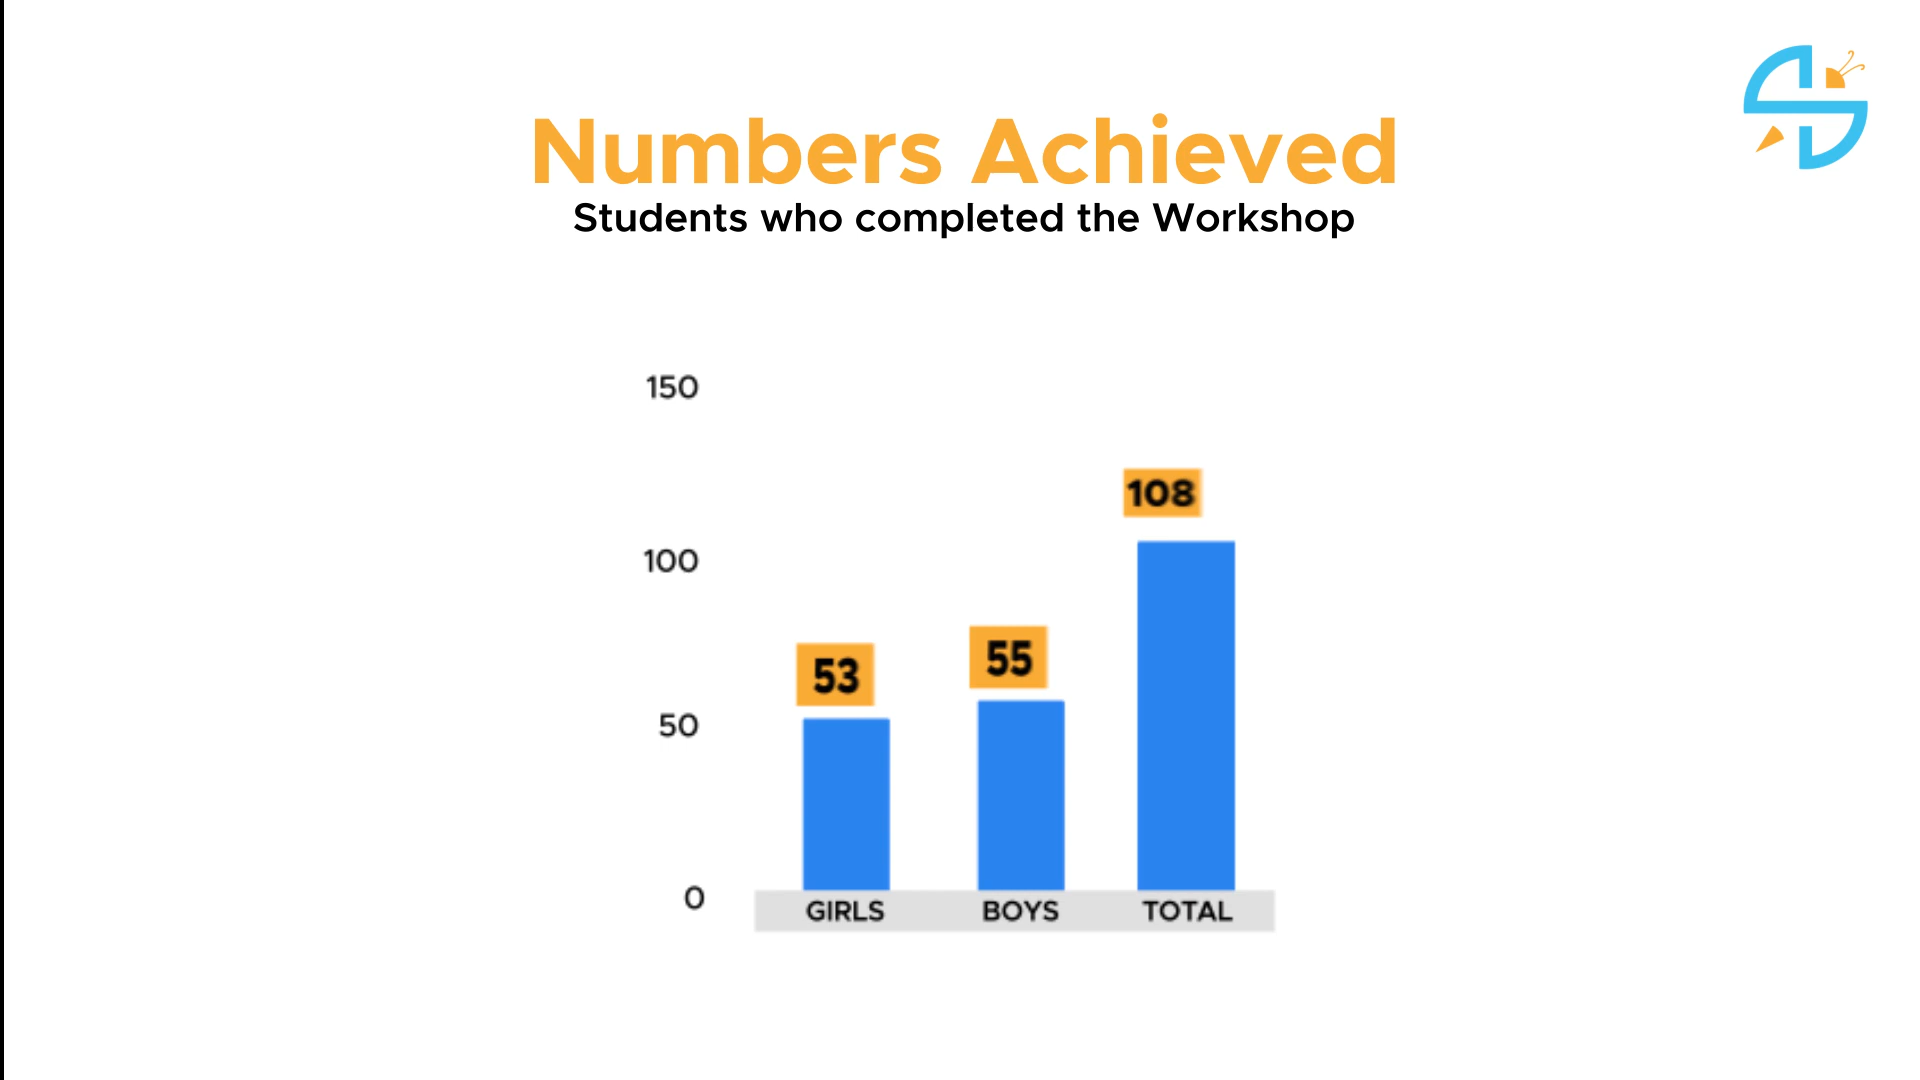 Numbers Achieved
Students who completed the Workshop
150
108
100
55
53
50
0
GIRLS BOYS TOTAL